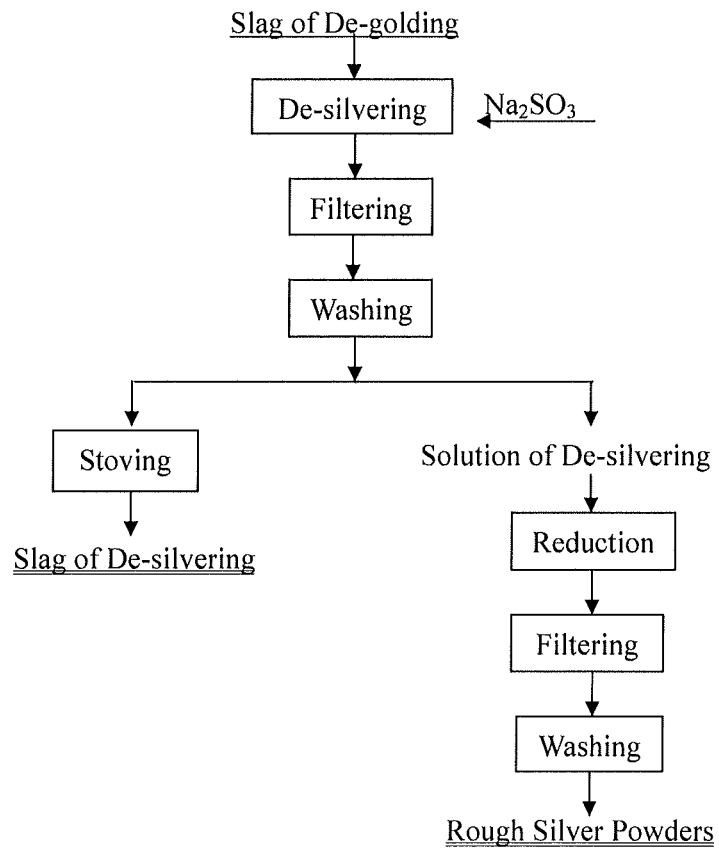 Slag of De-golding
De-silvering
Na₂SO₃
Filtering
Washing
Stoving
Solution of De-silvering
Slag of De-silvering
Reduction
Filtering
Washing
Rough Silver Powders